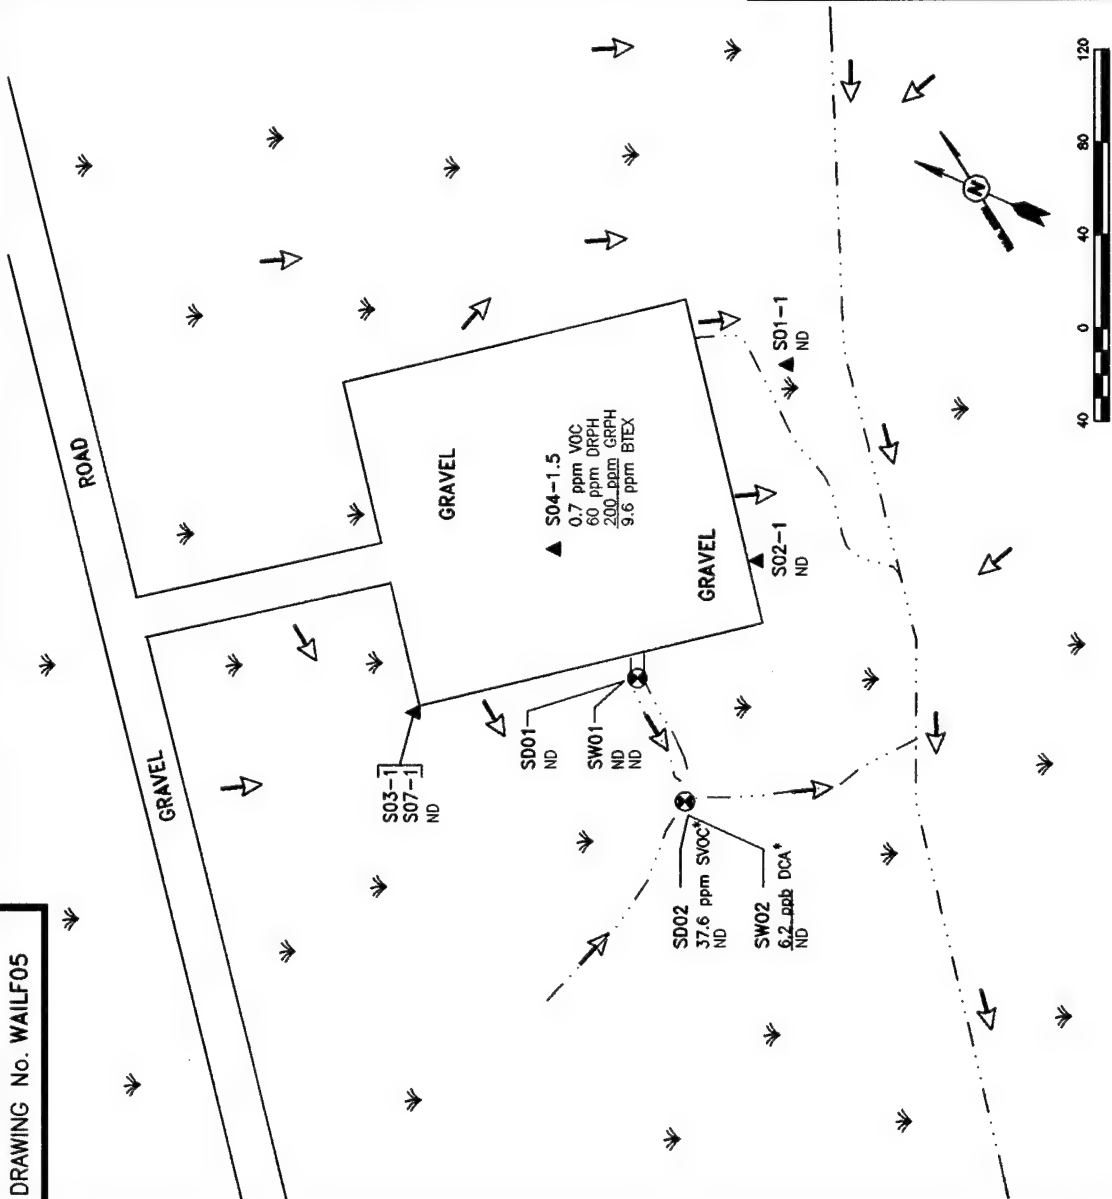 DRAWING No. WAILF05
GRAVEL
ROAD
S03-1
S07-1
ND
GRAVEL
SD01
ND
SW01
ND
ND
S04-1.5
0.7 ppm VOC
60 ppm DRPH
200 ppm GRPH
9.6 ppm BTEX
GRAVEL
SD02
37.6 ppm SVOC*
ND
SW02
6.2 ppb DCA*
ND
S02-1
ND
S01-1
ND
N
40
0
40
80
120